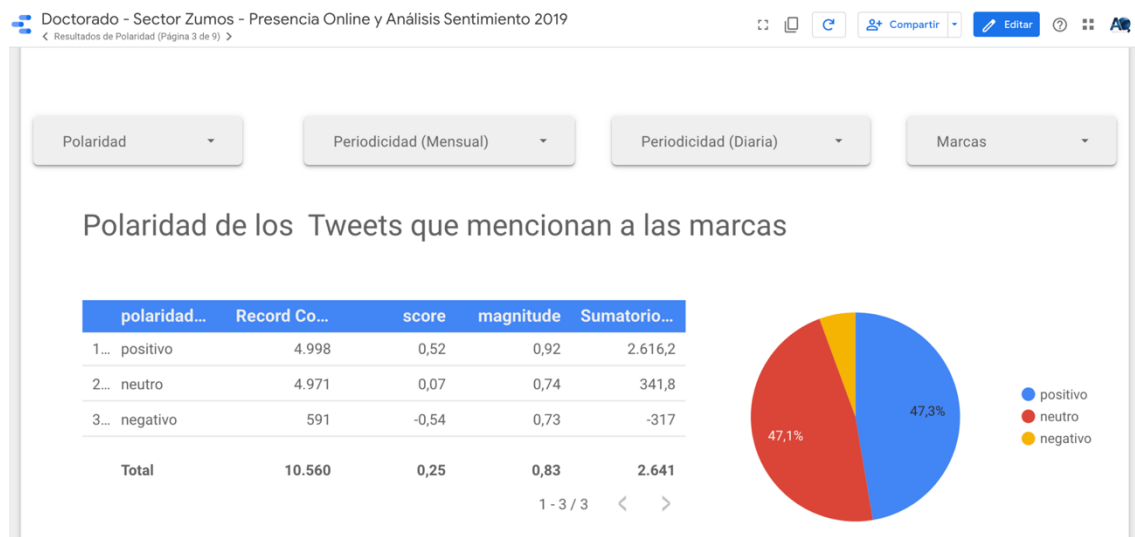 Doctorado - Sector Zumos - Presencia Online y Análisis Sentimiento 2019
Resultados de Polaridad (Página 3 de 9)
Compartir
Editar
Polaridad
Periodicidad (Mensual)
Periodicidad (Diaria)
Marcas
Polaridad de los Tweets que mencionan a las marcas
polaridad... Record Co... score magnitude Sumatorio...
1... positivo 4.998 0,52 0,92 2.616,2
2... neutro 4.971 0,07 0,74 341,8
3... negativo 591 -0,54 0,73 -317
Total 10.560 0,25 0,83 2.641
1 - 3 / 3
47,3%
47,1%
positivo
neutro
negativo